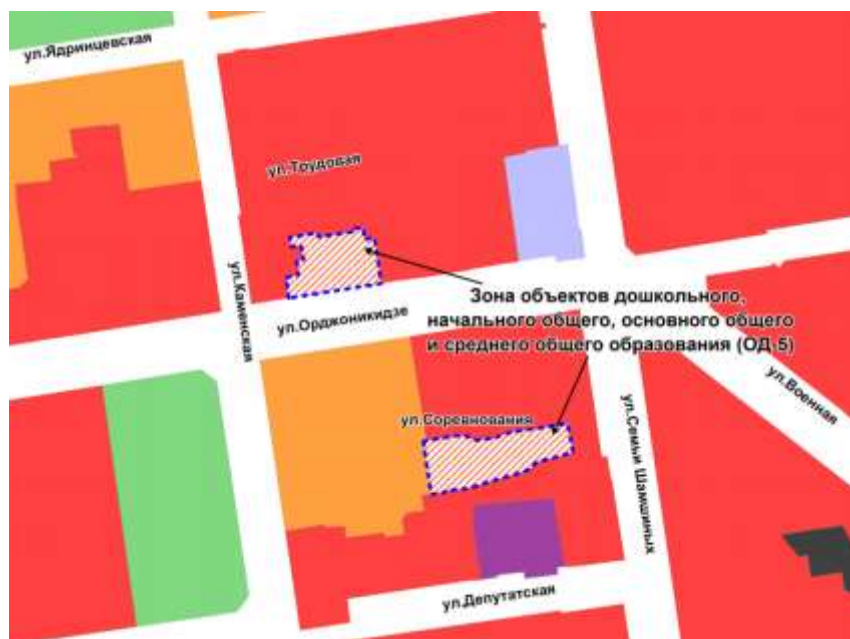 ул.Ядринцевская
ул.Трудовая
ул.Каменская
ул.Орджоникидзе
Зона объектов дошкольного,
начального общего, основного общего
и среднего общего образования (ОД-5)
ул.Военная
ул.Соревнования
ул.Семьи Шамшиных
ул.Депутатская